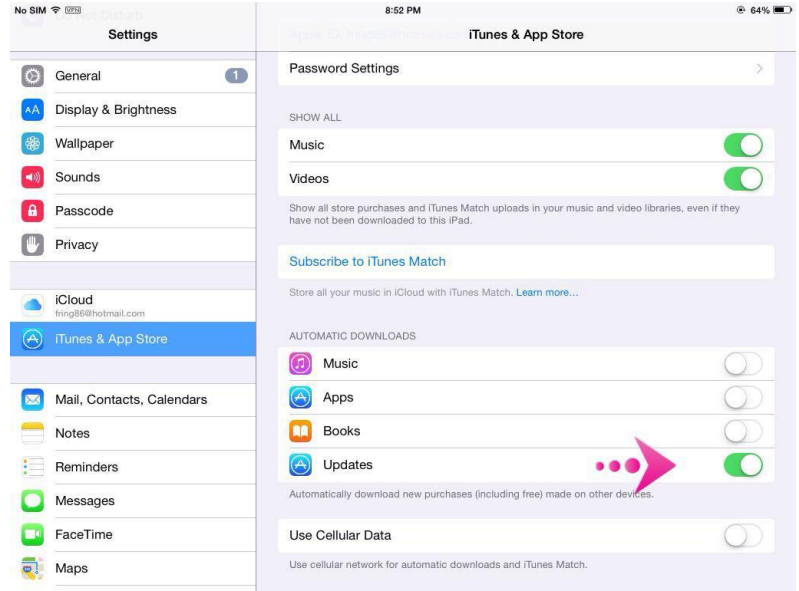 No SIM VPN 8:52 PM 64%
Do Not Disturb
Settings
iTunes & App Store
General 1
Display & Brightness
Wallpaper
Sounds
Passcode
Privacy
iCloud
fring86@hotmail.com
iTunes & App Store
Mail, Contacts, Calendars
Notes
Reminders
Messages
FaceTime
Maps
Password Settings
SHOW ALL
Music
Videos
Show all store purchases and iTunes Match uploads in your music and video libraries, even if they
have not been downloaded to this iPad.
Subscribe to iTunes Match
Store all your music in iCloud with iTunes Match. Learn more...
AUTOMATIC DOWNLOADS
Music
Apps
Books
Updates
Automatically download new purchases (including free) made on other devices.
Use Cellular Data
Use cellular network for automatic downloads and iTunes Match.